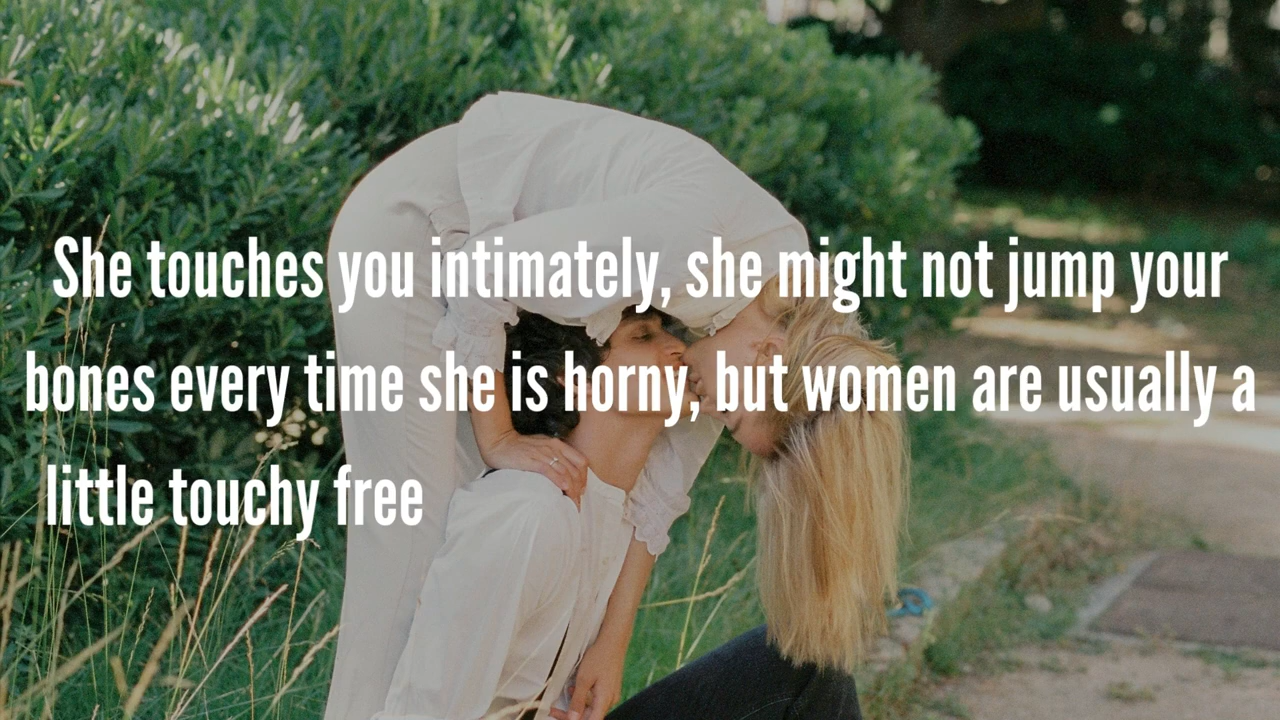 She touches you intimately, she might not jump your
bones every time she is horny, but women are usually a
little touchy free